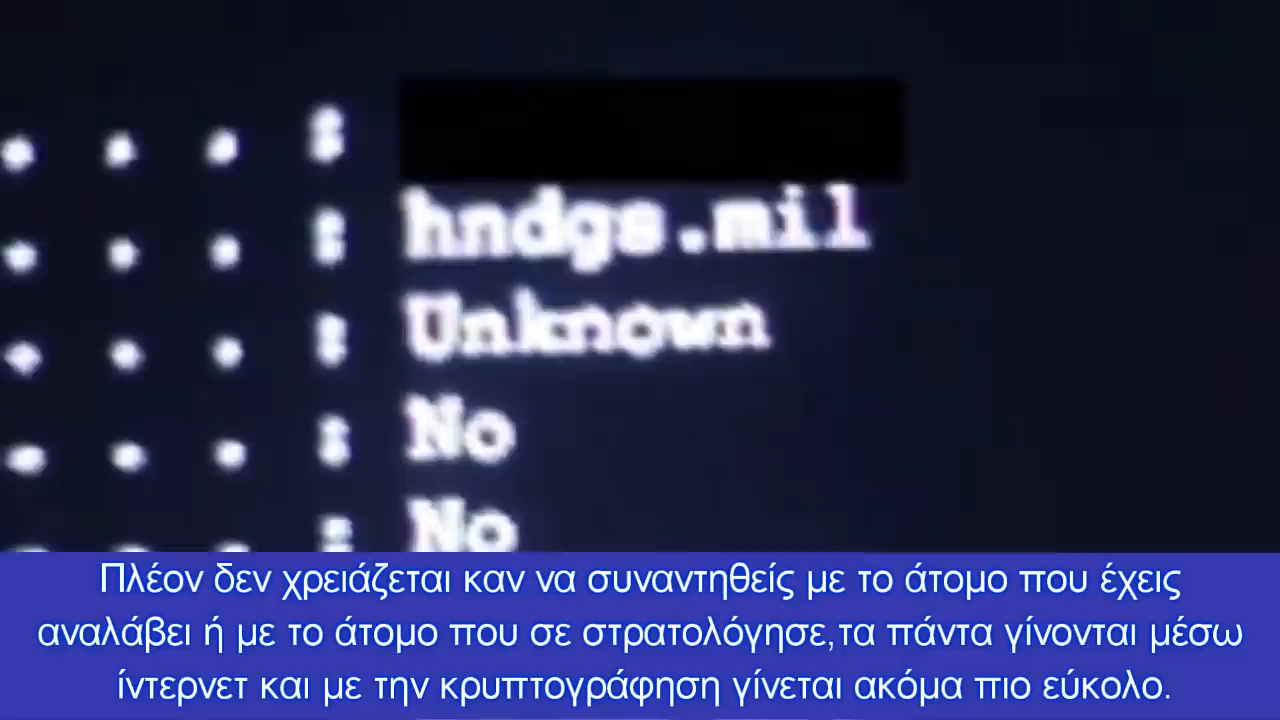 hndgs.mil
Unknown
No
No
Πλέον δεν χρειάζεται καν να συναντηθείς με το άτομο που έχεις
αναλάβει ή με το άτομο που σε στρατολόγησε,τα πάντα γίνονται μέσω
ίντερνετ και με την κρυπτογράφηση γίνεται ακόμα πιο εύκολο.